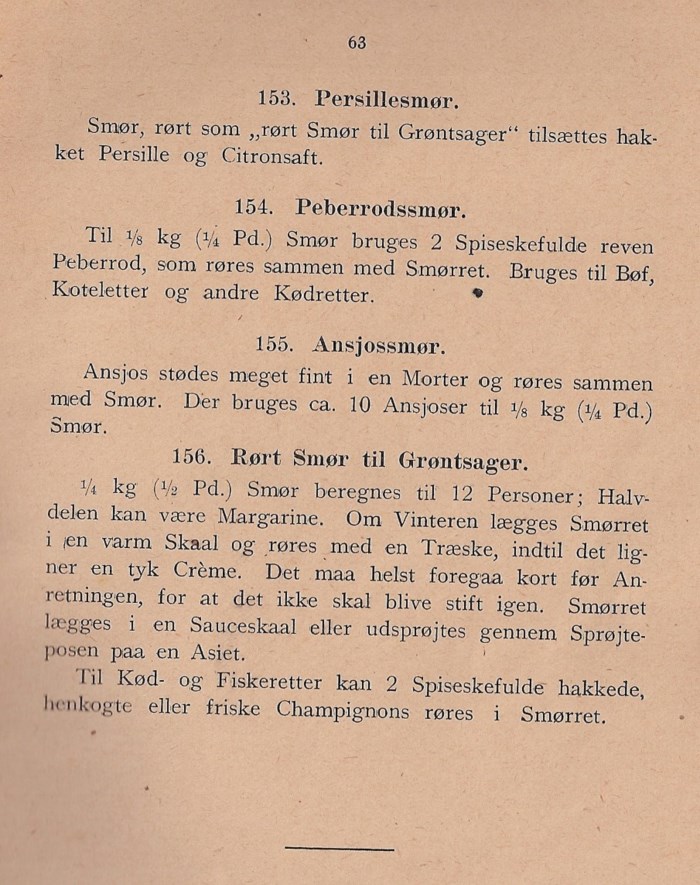 63
153. Persillesmør.
Smør, rørt som „rørt Smør til Grøntsager“ tilsættes hak-
ket Persille og Citronsaft.
154. Peberrodssmør.
Til 1/8 kg (1/4 Pd.) Smør bruges 2 Spiseskefulde reven
Peberrod, som røres sammen med Smørret. Bruges til Bøf,
Koteletter og andre Kødretter.
155. Ansjossmør.
Ansjos stødes meget fint i en Morter og røres sammen
med Smør. Der bruges ca. 10 Ansjoser til 1/8 kg (1/4 Pd.)
Smør.
156. Rørt Smør til Grøntsager.
1/4 kg (1/2 Pd.) Smør beregnes til 12 Personer; Halv-
delen kan være Margarine. Om Vinteren lægges Smørret
i en varm Skaal og røres med en Træske, indtil det lig-
ner en tyk Crème. Det maa helst foregaa kort før An-
retningen, for at det ikke skal blive stift igen. Smørret
lægges i en Sauceskaal eller udsprøjtes gennem Sprøjte-
posen paa en Asiet.
Til Kød- og Fiskeretter kan 2 Spiseskefulde hakkede,
henkogte eller friske Champignons røres i Smørret.